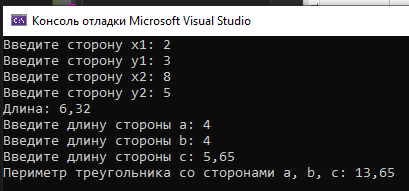 Консоль отладки Microsoft Visual Studio
Введите сторону x1: 2
Введите сторону y1: 3
Введите сторону x2: 8
Введите сторону y2: 5
Длина: 6,32
Введите длину стороны a: 4
Введите длину стороны b: 4
Введите длину стороны c: 5,65
Периметр треугольника со сторонами a, b, c: 13,65